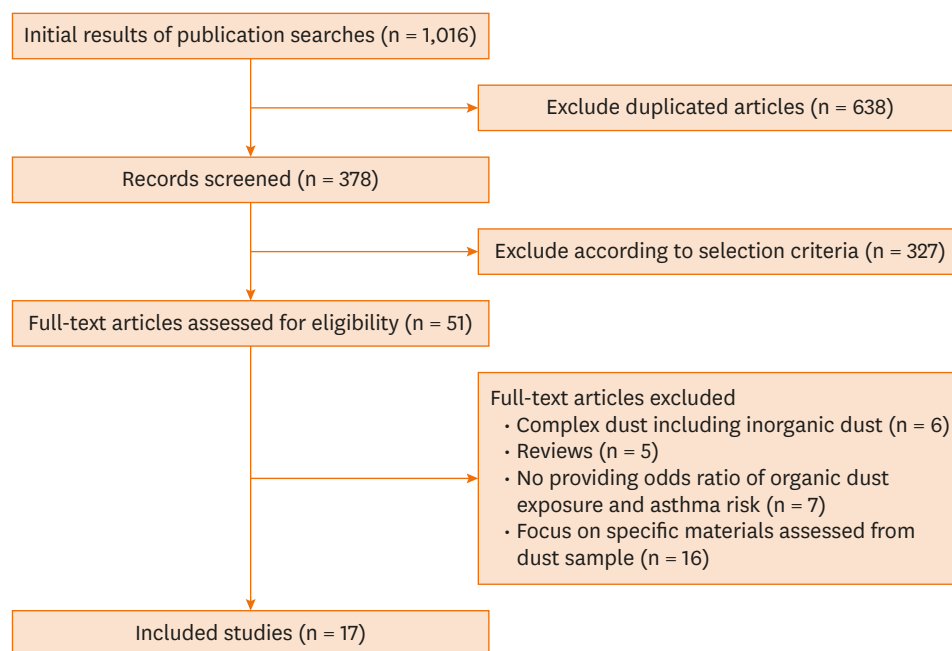 Initial results of publication searches (n = 1,016)
Exclude duplicated articles (n = 638)
Records screened (n = 378)
Exclude according to selection criteria (n = 327)
Full-text articles assessed for eligibility (n = 51)
Full-text articles excluded
• Complex dust including inorganic dust (n = 6)
• Reviews (n = 5)
• No providing odds ratio of organic dust
exposure and asthma risk (n = 7)
• Focus on specific materials assessed from
dust sample (n = 16)
Included studies (n = 17)